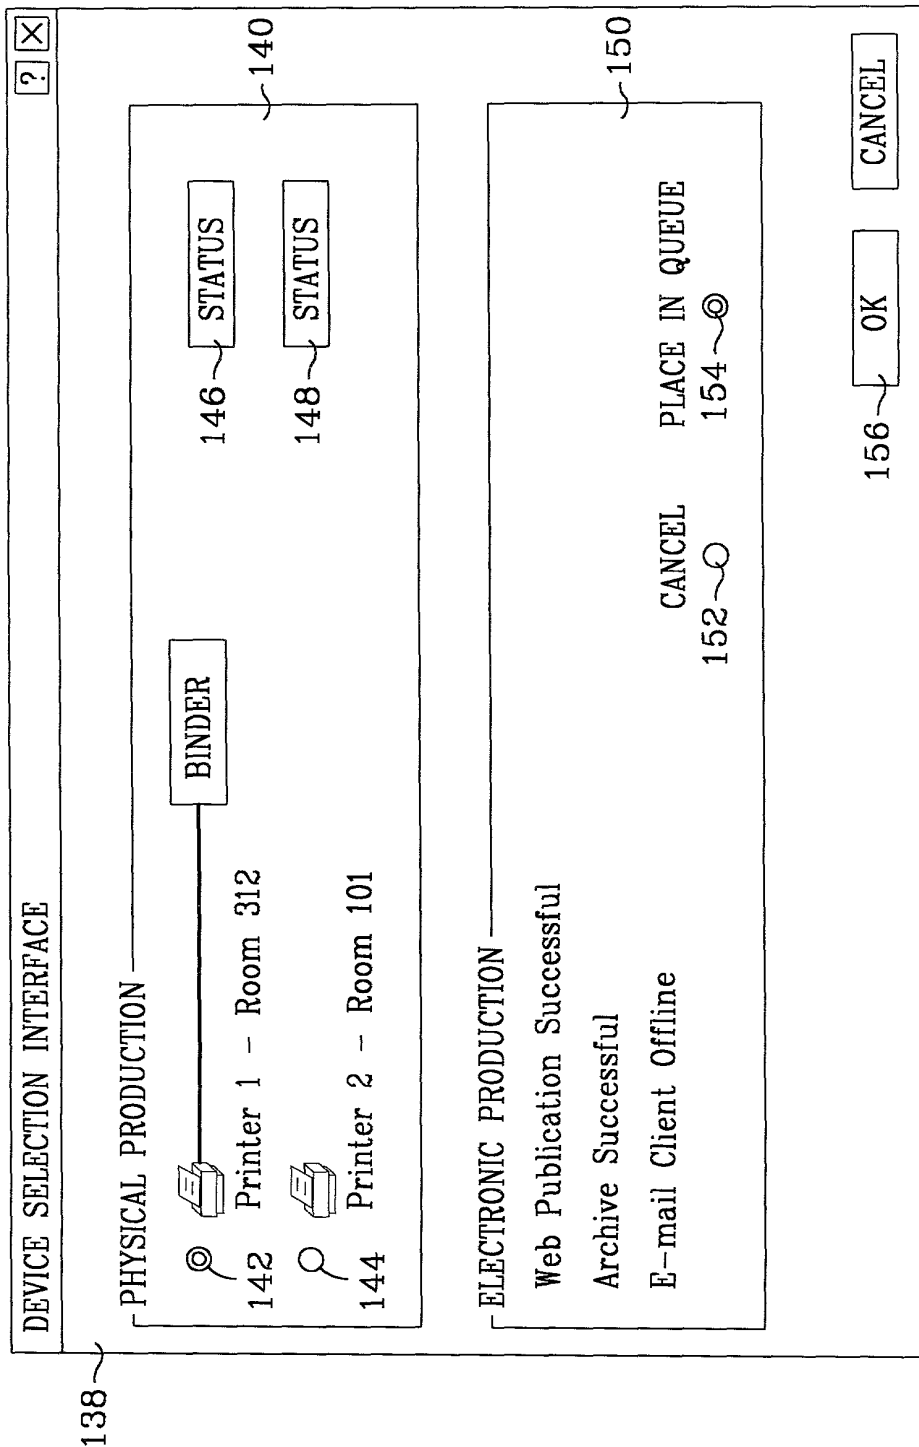 DEVICE SELECTION INTERFACE ? X
138
PHYSICAL PRODUCTION
140
BINDER
142
Printer 1 - Room 312
146
STATUS
144
Printer 2 - Room 101
148
STATUS
ELECTRONIC PRODUCTION
150
Web Publication Successful
Archive Successful
E-mail Client Offline
CANCEL PLACE IN QUEUE
152 154
156
OK CANCEL